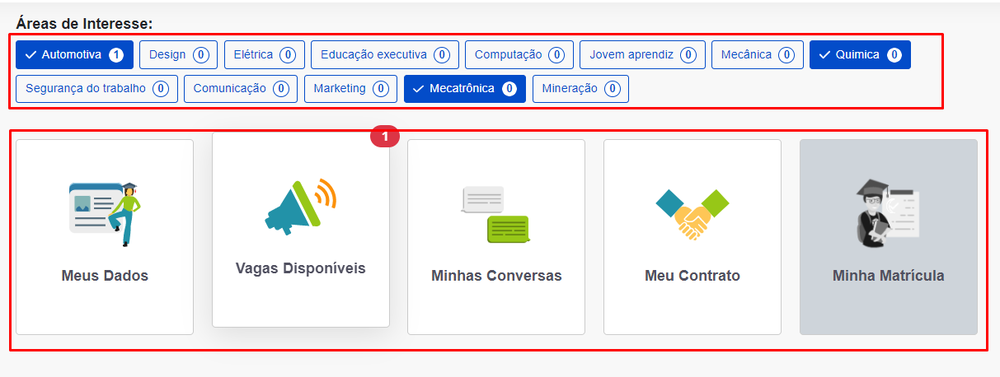 Áreas de Interesse:
Automotiva 1 Design 0 Elétrica 0 Educação executiva 0 Computação 0 Jovem aprendiz 0 Mecânica 0 Quimica 0
Segurança do trabalho 0 Comunicação 0 Marketing 0 Mecatrônica 0 Mineração 0
1
Meus Dados
Vagas Disponíveis
Minhas Conversas
Meu Contrato
Minha Matrícula